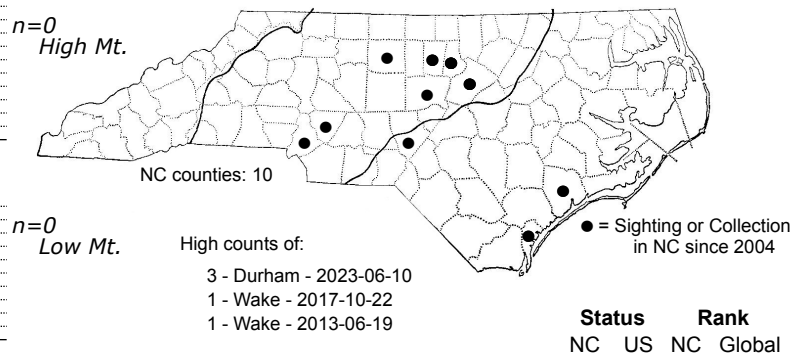 n=0
High Mt.
NC counties: 10
n=0
Low Mt.
High counts of:
3 - Durham - 2023-06-10
1 - Wake - 2017-10-22
1 - Wake - 2013-06-19
● = Sighting or Collection
in NC since 2004
Status Rank
NC US NC Global